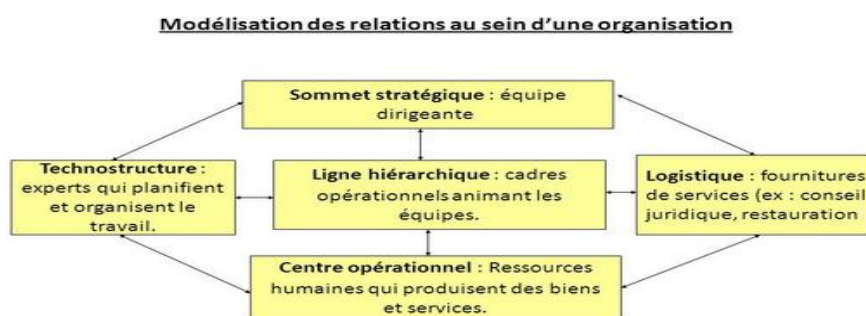 Modélisation des relations au sein d'une organisation
Sommet stratégique : équipe
dirigeante
Technostructure :
experts qui planifient
et organisent le
travail.
Ligne hiérarchique : cadres
opérationnels animant les
équipes.
Logistique : fournitures
de services (ex : conseil
juridique, restauration
Centre opérationnel : Ressources
humaines qui produisent des biens
et services.